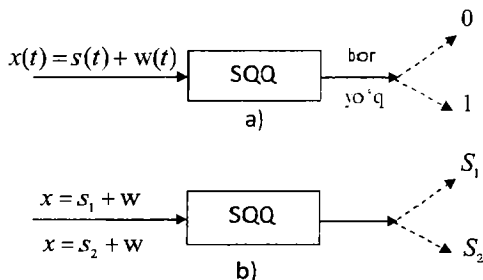 x(t) = s(t) + w(t) SQQ bor 0
yo'q 1
a)
x = s₁ + w SQQ S₁
x = s₂ + w S₂
b)